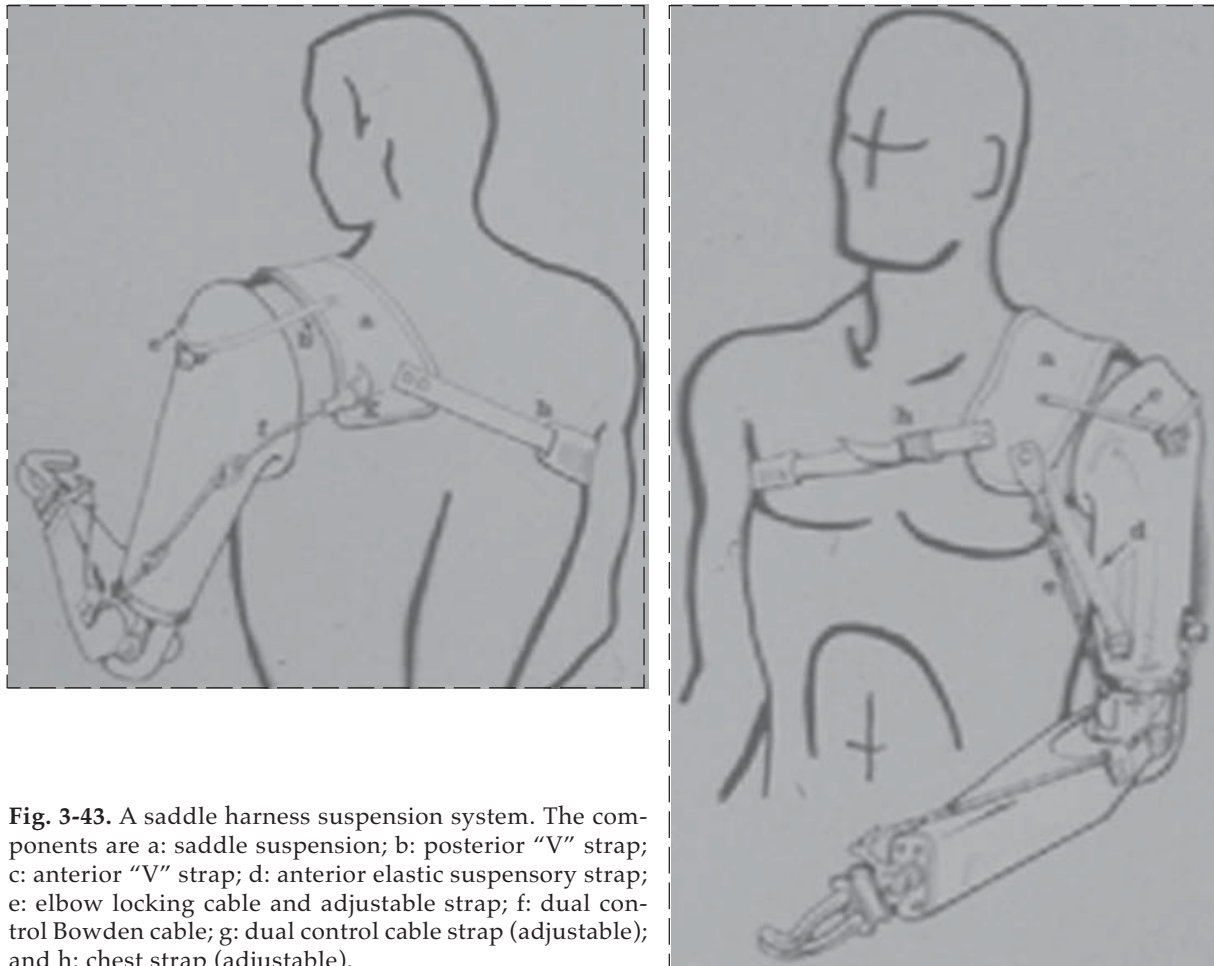 a
b
b
f
h
a
c
d
e
Fig. 3-43. A saddle harness suspension system. The com-
ponents are a: saddle suspension; b: posterior “V” strap;
c: anterior “V” strap; d: anterior elastic suspensory strap;
e: elbow locking cable and adjustable strap; f: dual con-
trol Bowden cable; g: dual control cable strap (adjustable);
and h: chest strap (adjustable).